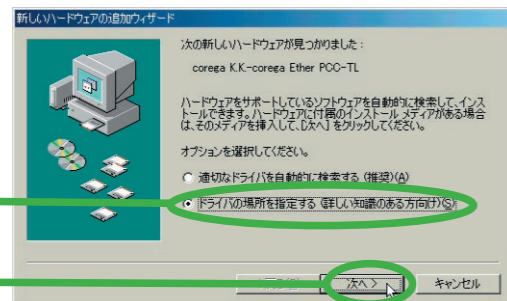 新しいハードウェアの追加ウィザード
次の新しいハードウェアが見つかりました：
corega K.K-corega Ether PCC-TL
ハードウェアをサポートしているソフトウェアを自動的に検索して、インス
トールできます。ハードウェアに付属のインストール メディアがある場合
は、そのメディアを挿入して、[次へ] をクリックしてください。
オプションを選択してください。
適切なドライバを自動的に検索する (推奨)(A)
ドライバの場所を指定する (詳しい知識のある方向け)(S)
次へ >
キャンセル